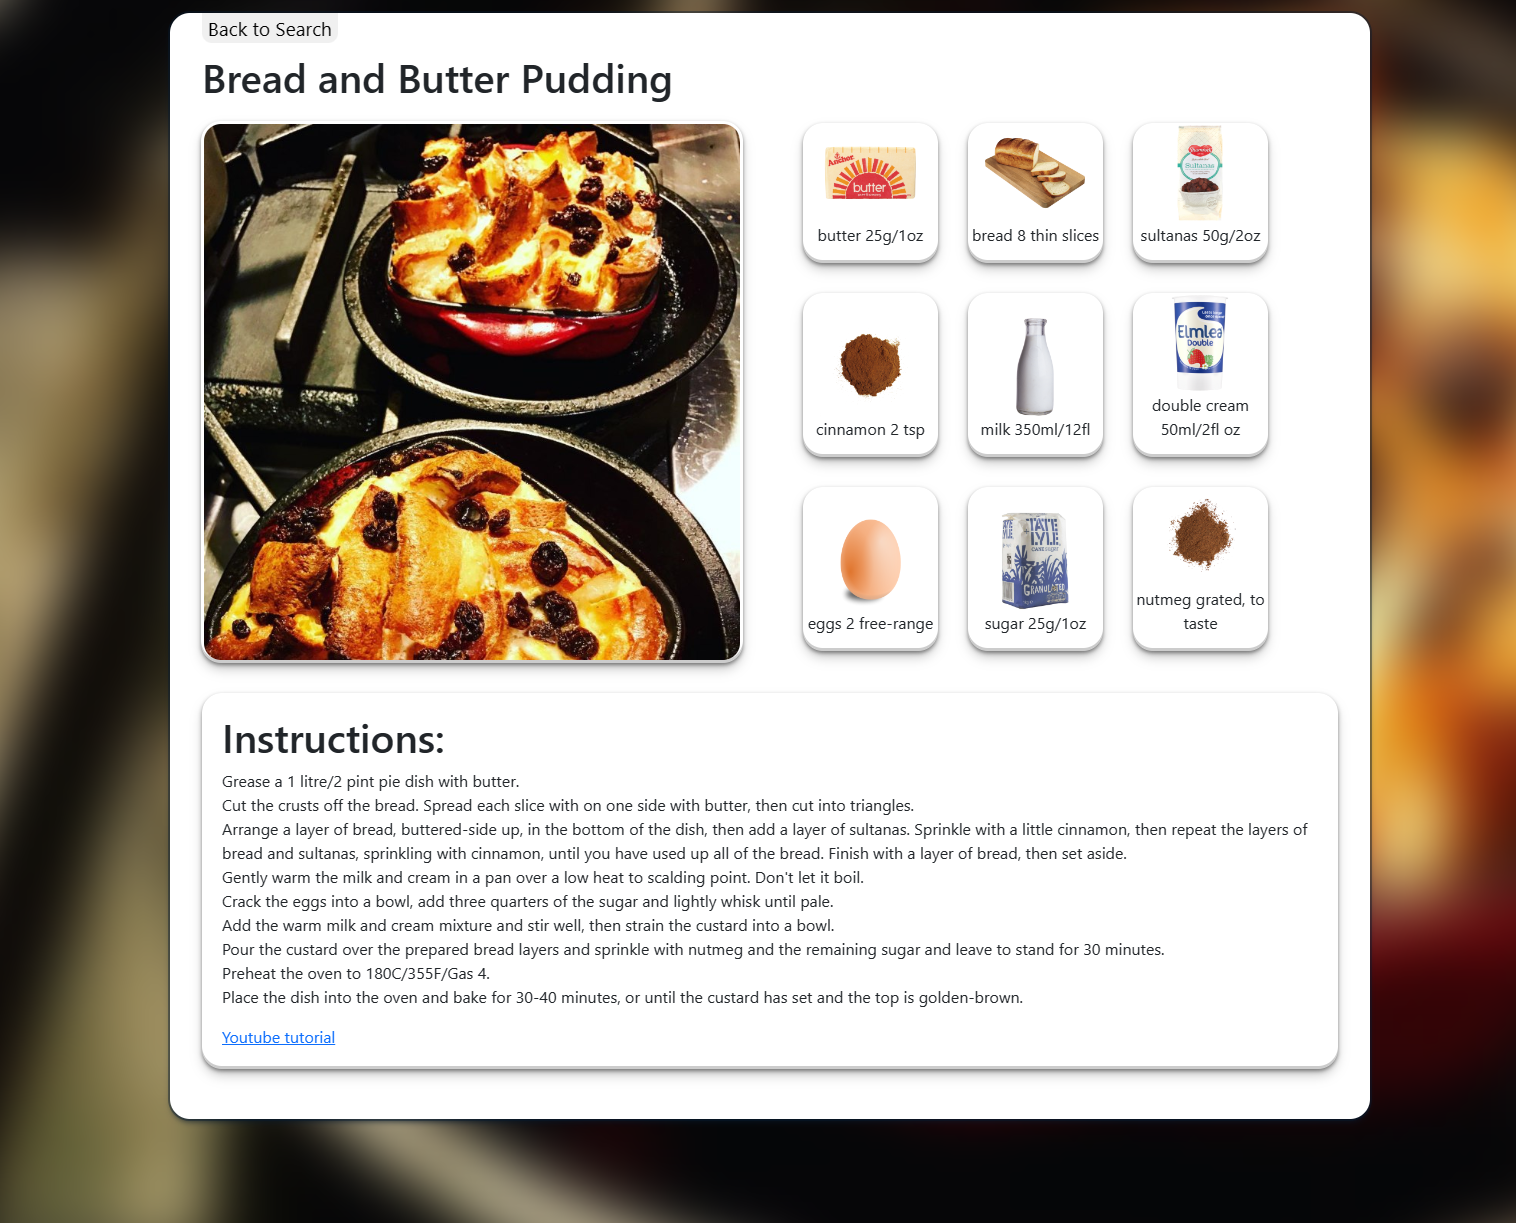 Back to Search
Bread and Butter Pudding
Anchor
butter
butter 25g/1oz
bread 8 thin slices
Sultanas
sultanas 50g/2oz
cinnamon 2 tsp
milk 350ml/12fl
Elmlea
Double
double cream
50ml/2fl oz
eggs 2 free-range
TATE
LYLE
CANE sugar
GRANULATED
sugar 25g/1oz
nutmeg grated, to
taste
Instructions:
Grease a 1 litre/2 pint pie dish with butter.
Cut the crusts off the bread. Spread each slice with on one side with butter, then cut into triangles.
Arrange a layer of bread, buttered-side up, in the bottom of the dish, then add a layer of sultanas. Sprinkle with a little cinnamon, then repeat the layers of
bread and sultanas, sprinkling with cinnamon, until you have used up all of the bread. Finish with a layer of bread, then set aside.
Gently warm the milk and cream in a pan over a low heat to scalding point. Don't let it boil.
Crack the eggs into a bowl, add three quarters of the sugar and lightly whisk until pale.
Add the warm milk and cream mixture and stir well, then strain the custard into a bowl.
Pour the custard over the prepared bread layers and sprinkle with nutmeg and the remaining sugar and leave to stand for 30 minutes.
Preheat the oven to 180C/355F/Gas 4.
Place the dish into the oven and bake for 30-40 minutes, or until the custard has set and the top is golden-brown.
Youtube tutorial